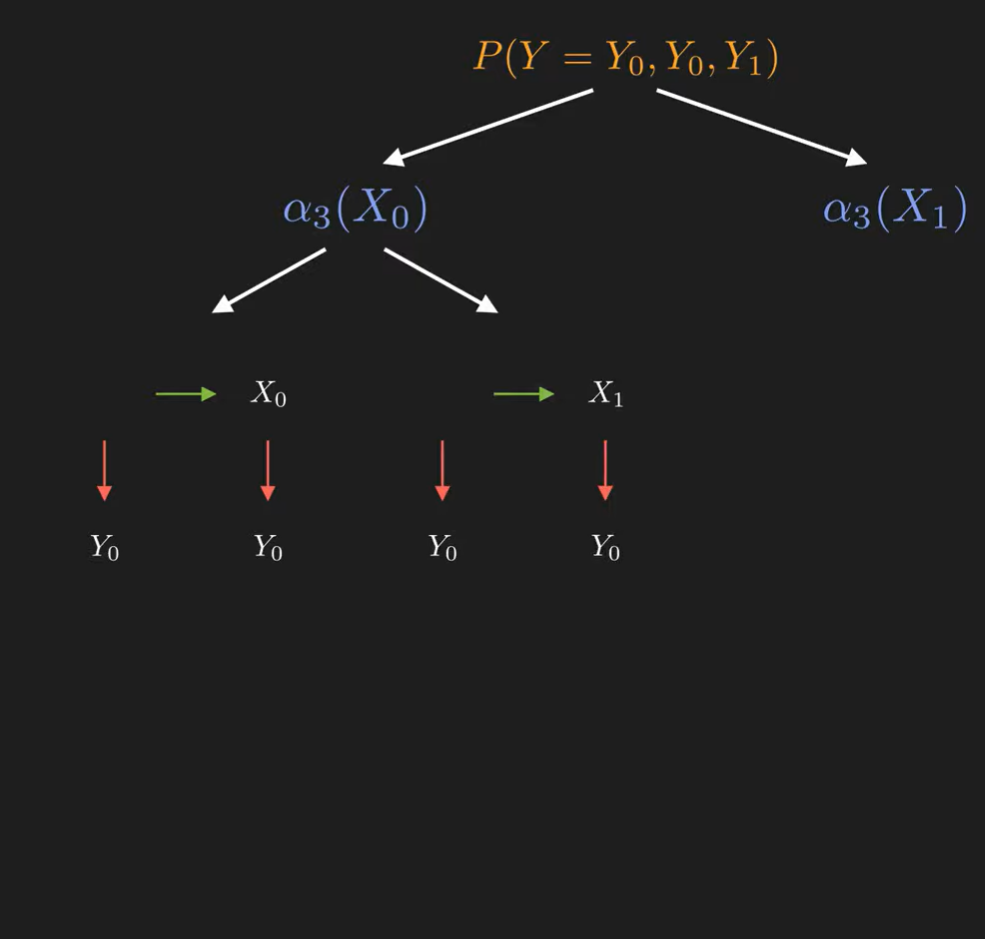 P(Y = Y₀, Y₀, Y₁)
α₃(X₀) α₃(X₁)
X₀ X₁
Y₀ Y₀ Y₀ Y₀